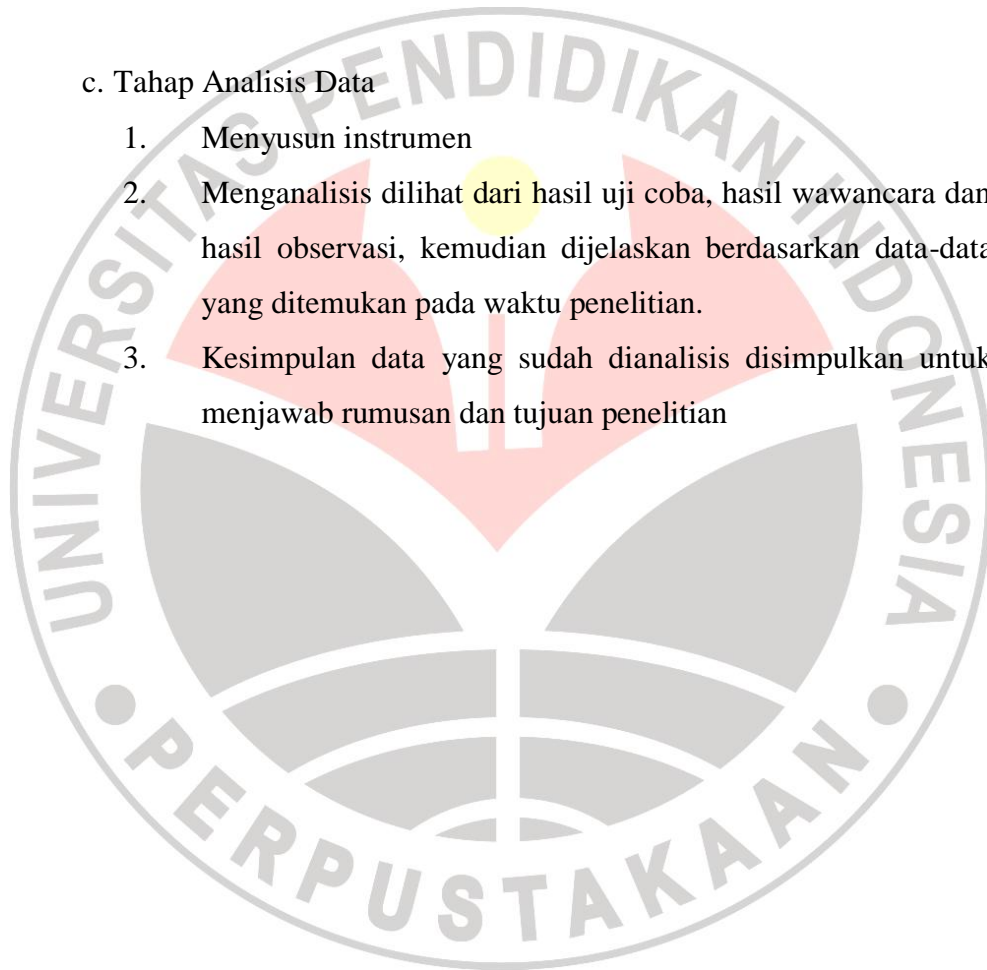 c. Tahap Analisis Data
1. Menyusun instrumen
2. Menganalisis dilihat dari hasil uji coba, hasil wawancara dan
hasil observasi, kemudian dijelaskan berdasarkan data-data
yang ditemukan pada waktu penelitian.
3. Kesimpulan data yang sudah dianalisis disimpulkan untuk
menjawab rumusan dan tujuan penelitian
UNIVERSITAS PENDIDIKAN INDONESIA
PERPUSTAKAAN